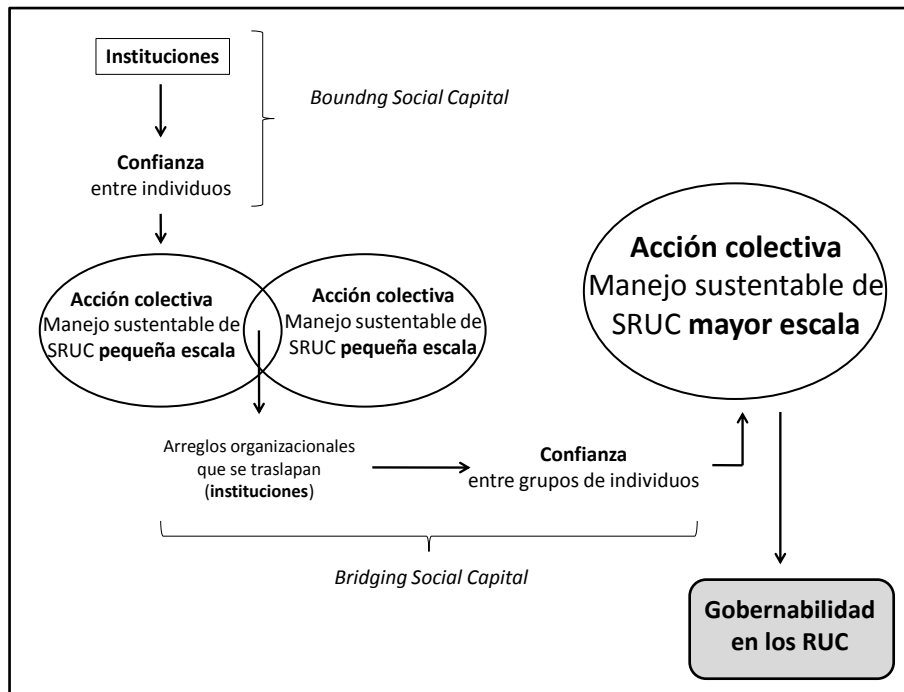 Instituciones
Boundng Social Capital
Confianza
entre individuos
Acción colectiva
Manejo sustentable de
SRUC pequeña escala
Acción colectiva
Manejo sustentable de
SRUC pequeña escala
Acción colectiva
Manejo sustentable de
SRUC mayor escala
Arreglos organizacionales
que se traslapan
(instituciones)
Confianza
entre grupos de individuos
Bridging Social Capital
Gobernabilidad
en los RUC